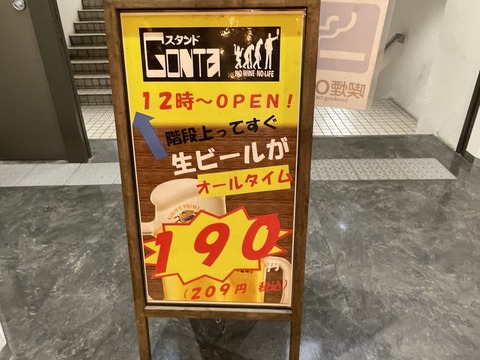 スタンド
GONTa
NO WINE NO LIFE
12時～OPEN!
階段上ってすぐ
生ビールが
オールタイム
190
円
(209円 税込)
喫煙